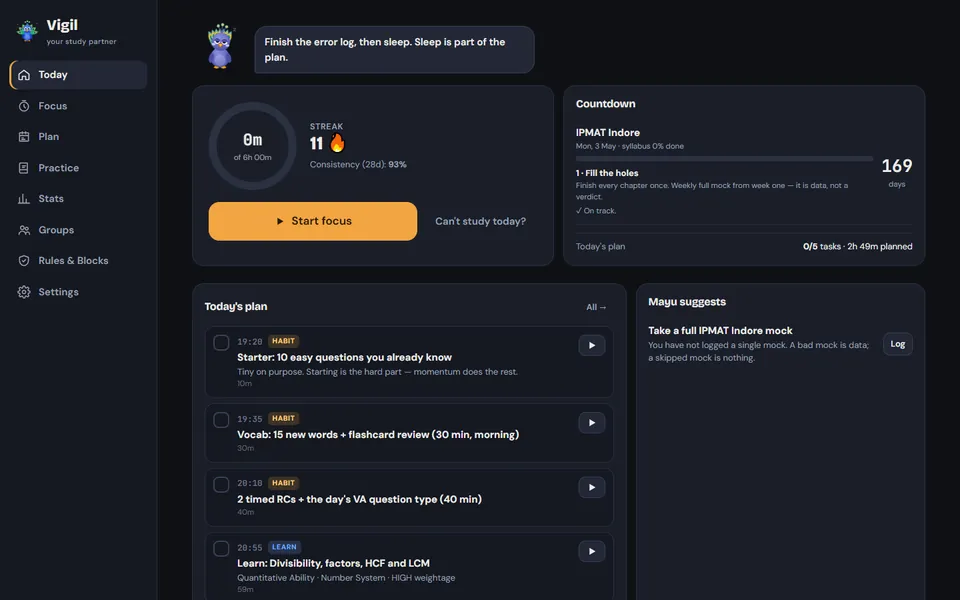 Vigil
your study partner
Today
Focus
Plan
Practice
Stats
Groups
Rules & Blocks
Settings
Finish the error log, then sleep. Sleep is part of the
plan.
0m
of 6h 00m
STREAK
11 🔥
Consistency (28d): 93%
▶ Start focus
Can't study today?
Countdown
IPMAT Indore
Mon, 3 May · syllabus 0% done
1 · Fill the holes
Finish every chapter once. Weekly full mock from week one — it is data, not a
verdict.
✓ On track.
169
days
Today's plan
0/5 tasks · 2h 49m planned
Today's plan
All →
19:20 HABIT
Starter: 10 easy questions you already know
Tiny on purpose. Starting is the hard part — momentum does the rest.
10m
19:35 HABIT
Vocab: 15 new words + flashcard review (30 min, morning)
30m
20:10 HABIT
2 timed RCs + the day's VA question type (40 min)
40m
20:55 LEARN
Learn: Divisibility, factors, HCF and LCM
Quantitative Ability · Number System · HIGH weightage
59m
Mayu suggests
Take a full IPMAT Indore mock
You have not logged a single mock. A bad mock is data;
a skipped mock is nothing.
Log